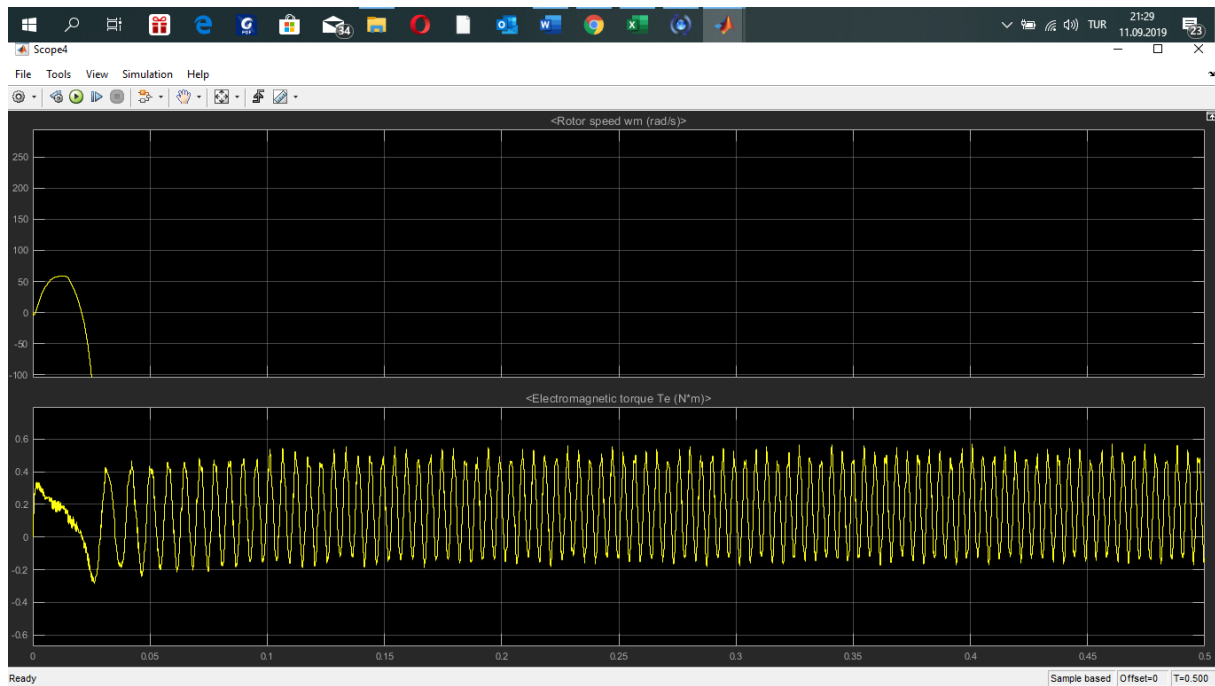 34
TUR
21:29
11.09.2019
23
Scope4
File Tools View Simulation Help
<Rotor speed wm (rad/s)>
250
200
150
100
50
0
-50
-100
<Electromagnetic torque Te (N*m)>
0.6
0.4
0.2
0
-0.2
-0.4
-0.6
0 0.05 0.1 0.15 0.2 0.25 0.3 0.35 0.4 0.45 0.5
Ready Sample based Offset=0 T=0.500